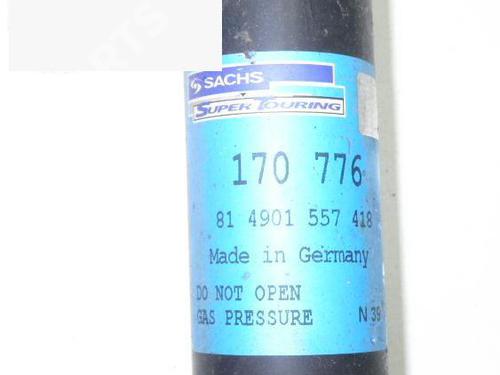 SACHS
SUPER TOURING
170 776
81 4901 557 418
Made in Germany
DO NOT OPEN
GAS PRESSURE N 39